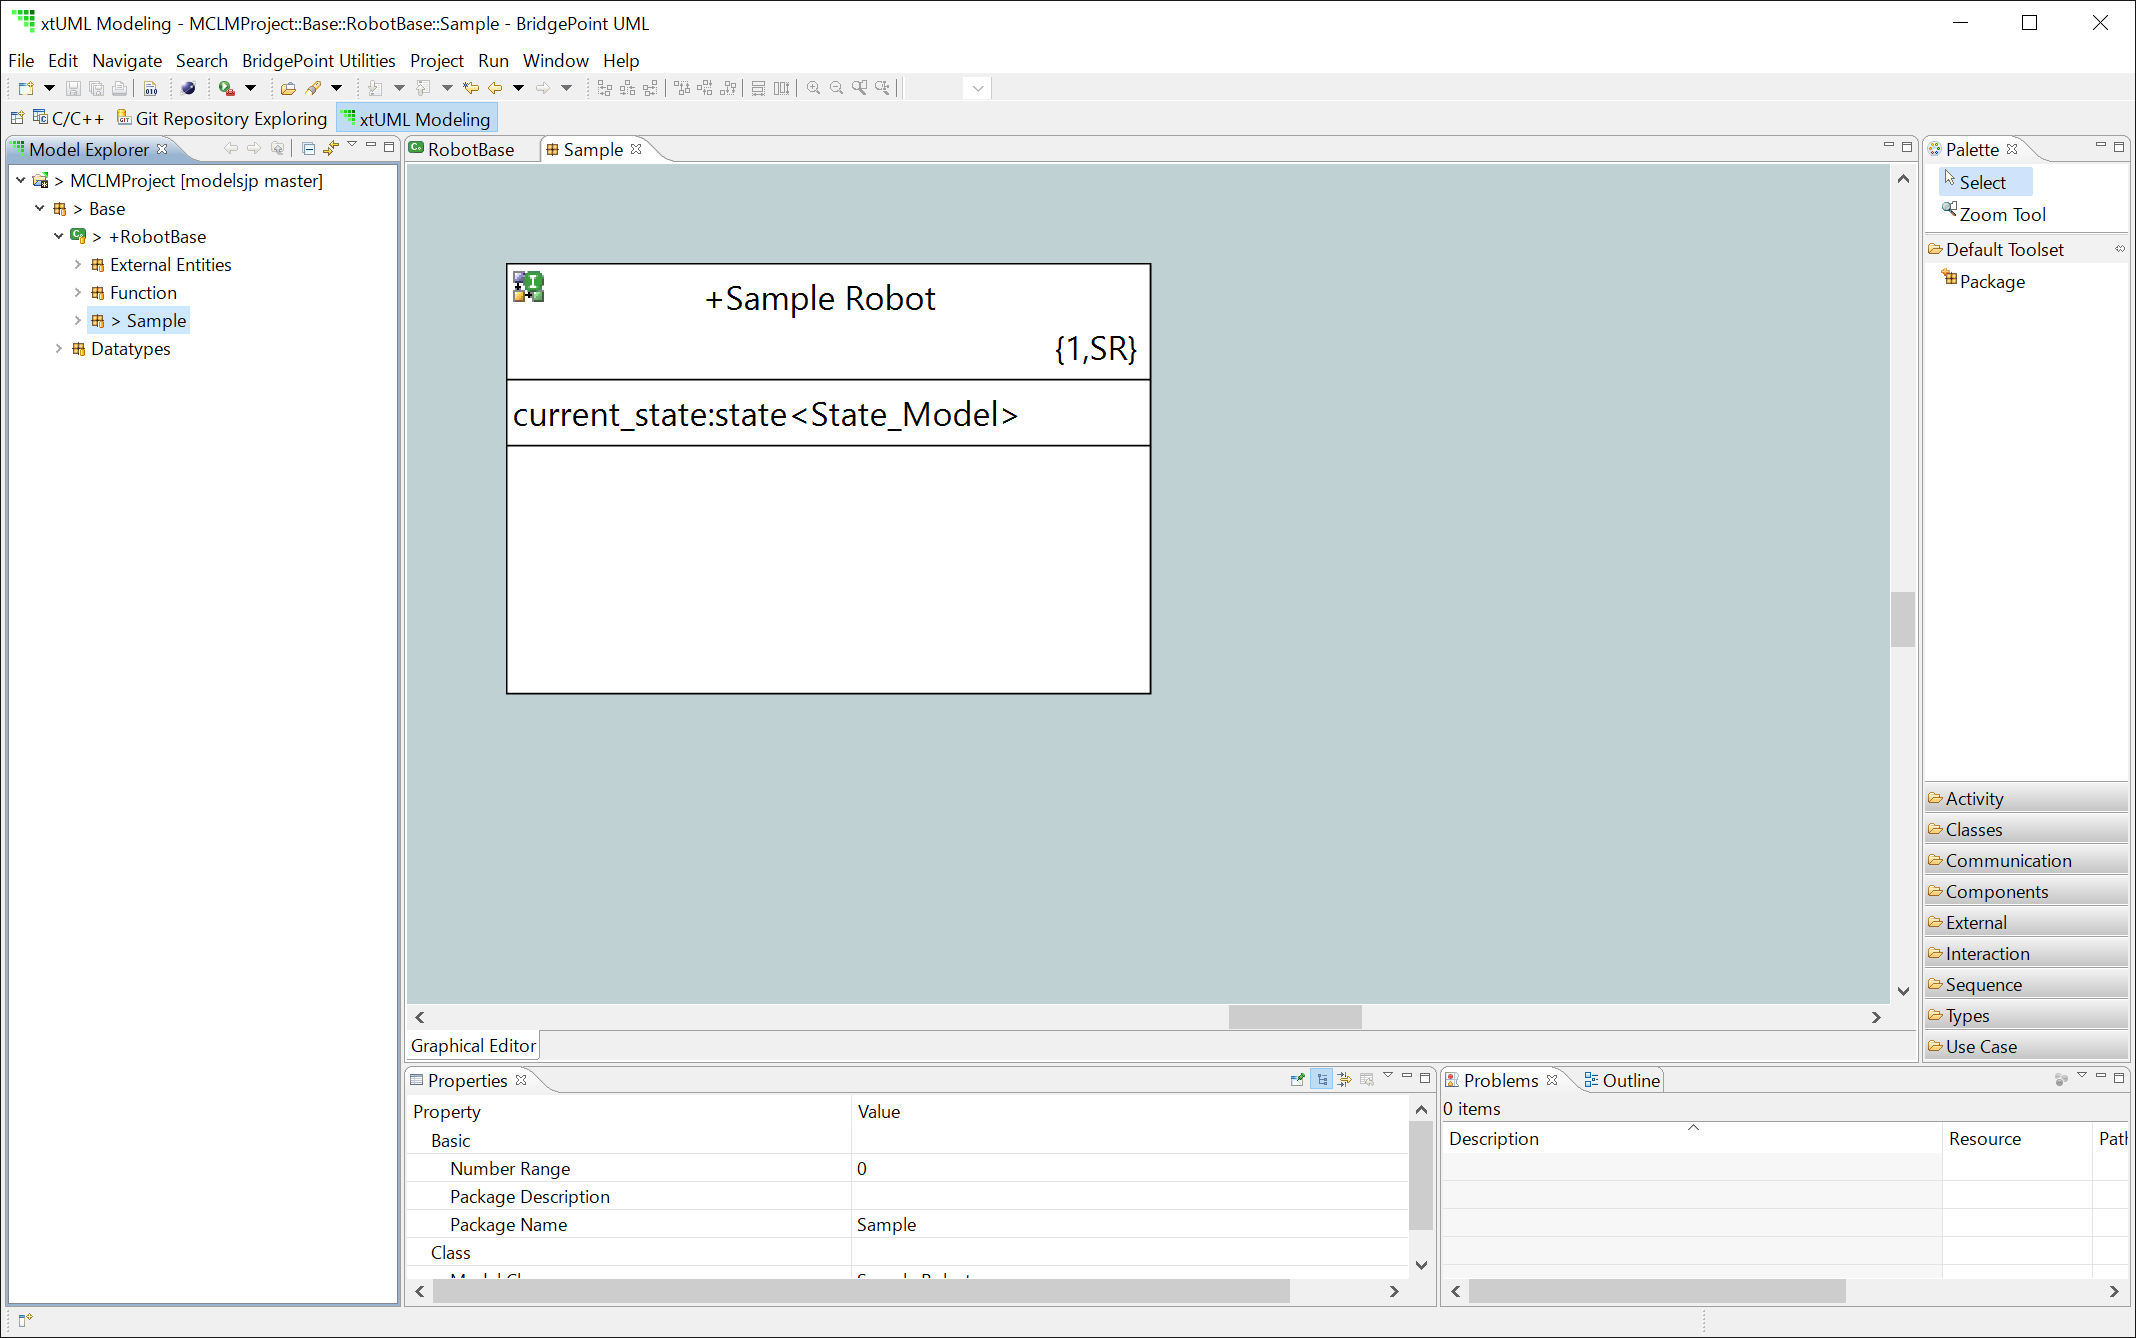 xtUML Modeling - MCLMProject::Base::RobotBase::Sample - BridgePoint UML
File Edit Navigate Search BridgePoint Utilities Project Run Window Help
C/C++ Git Repository Exploring xtUML Modeling
Model Explorer
> MCLMProject [modelsjp master]
> Base
> +RobotBase
External Entities
Function
> Sample
Datatypes
RobotBase Sample
+Sample Robot
{1,SR}
current_state:state<State_Model>
Graphical Editor
Palette
Select
Zoom Tool
Default Toolset
Package
Activity
Classes
Communication
Components
External
Interaction
Sequence
Types
Use Case
Properties
Property Value
Basic
Number Range 0
Package Description
Package Name Sample
Class
Problems Outline
0 items
Description Resource